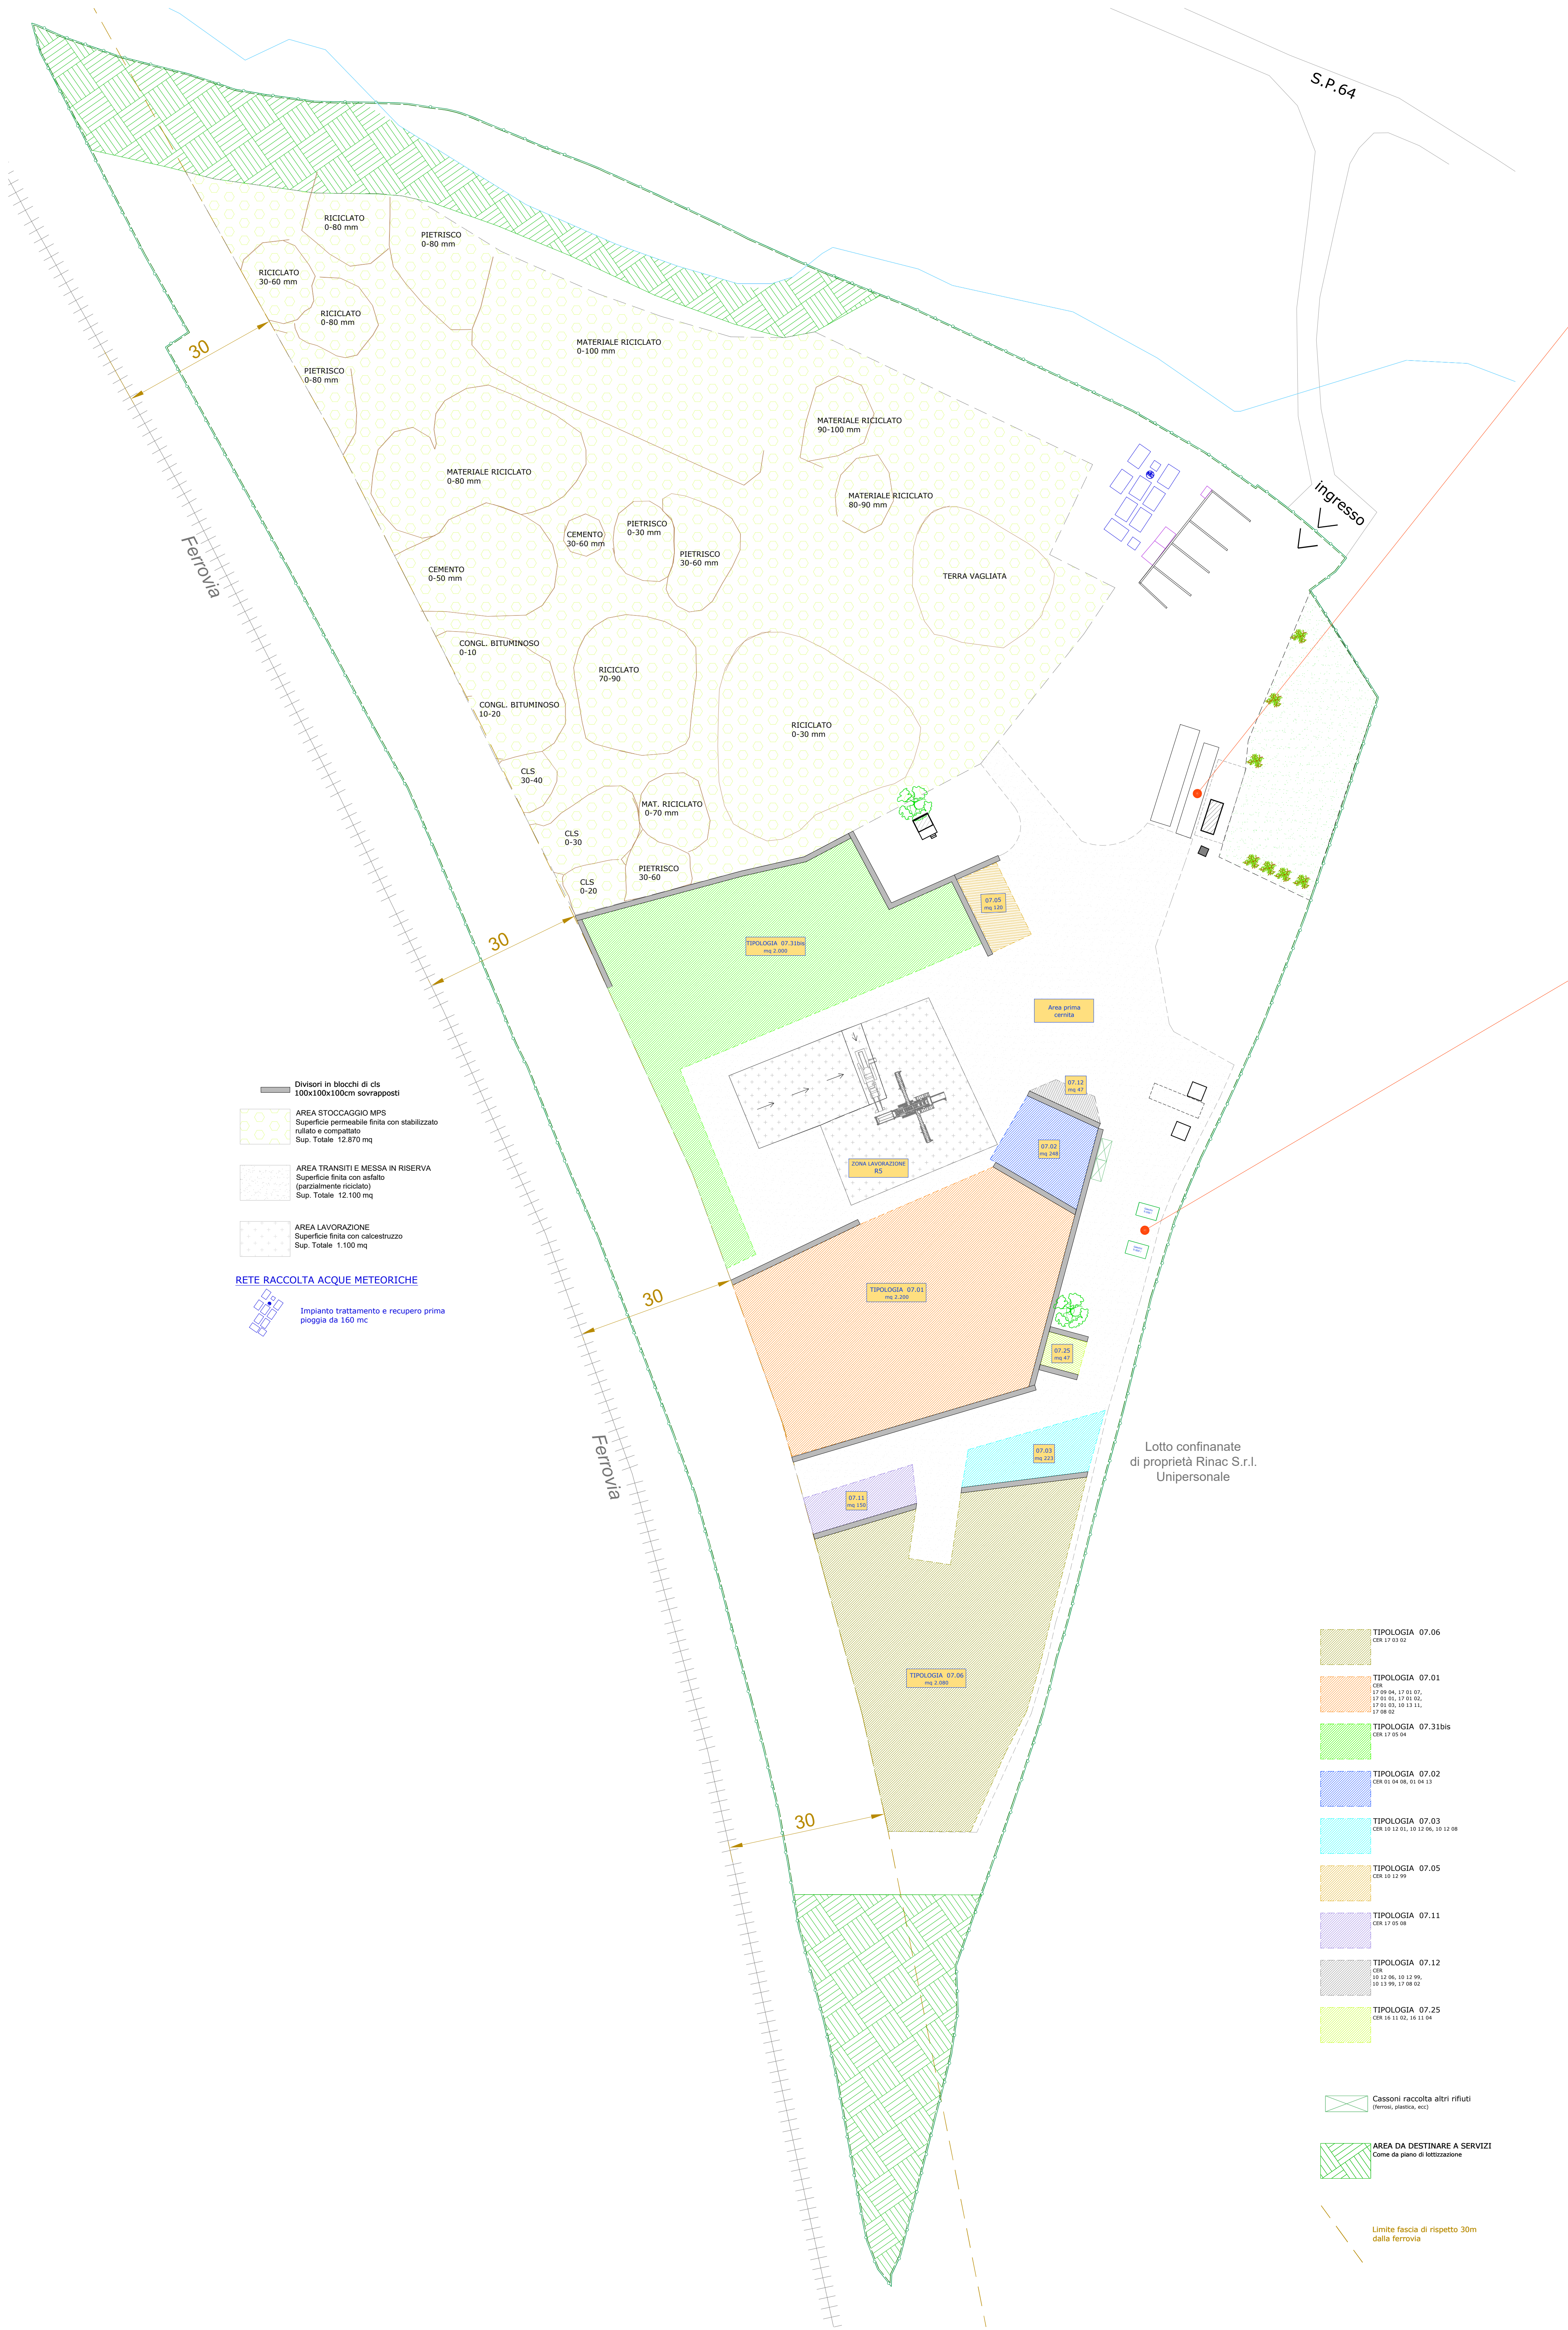 S.P.64
ingresso
RICICLATO
0-80 mm
PIETRISCO
0-80 mm
RICICLATO
30-60 mm
RICICLATO
0-80 mm
30
PIETRISCO
0-80 mm
MATERIALE RICICLATO
0-100 mm
MATERIALE RICICLATO
90-100 mm
MATERIALE RICICLATO
0-80 mm
MATERIALE RICICLATO
80-90 mm
Ferrovia
CEMENTO
30-60 mm
PIETRISCO
0-30 mm
PIETRISCO
30-60 mm
CEMENTO
0-50 mm
TERRA VAGLIATA
CONGL. BITUMINOSO
0-10
RICICLATO
70-90
CONGL. BITUMINOSO
10-20
RICICLATO
0-30 mm
CLS
30-40
MAT. RICICLATO
0-70 mm
CLS
0-30
PIETRISCO
30-60
CLS
0-20
30
07.05
mq 120
TIPOLOGIA 07.31bis
mq 2.000
Area prima
cernita
07.12
mq 47
07.02
mq 248
ZONA LAVORAZIONE
R5
Divisori in blocchi di cls
100x100x100cm sovrapposti
AREA STOCCAGGIO MPS
Superficie permeabile finita con stabilizzato
rullato e compattato
Sup. Totale 12.870 mq
AREA TRANSITI E MESSA IN RISERVA
Superficie finita con asfalto
(parzialmente riciclato)
Sup. Totale 12.100 mq
AREA LAVORAZIONE
Superficie finita con calcestruzzo
Sup. Totale 1.100 mq
RETE RACCOLTA ACQUE METEORICHE
Impianto trattamento e recupero prima
pioggia da 160 mc
30
TIPOLOGIA 07.01
mq 2.200
07.25
mq 47
Ferrovia
07.03
mq 223
07.11
mq 150
Lotto confinanate
di proprietà Rinac S.r.l.
Unipersonale
TIPOLOGIA 07.06
mq 2.080
30
TIPOLOGIA 07.06
CER 17 03 02
TIPOLOGIA 07.01
CER
17 09 04, 17 01 07,
17 01 01, 17 01 02,
17 01 03, 10 13 11,
17 08 02
TIPOLOGIA 07.31bis
CER 17 05 04
TIPOLOGIA 07.02
CER 01 04 08, 01 04 13
TIPOLOGIA 07.03
CER 10 12 01, 10 12 06, 10 12 08
TIPOLOGIA 07.05
CER 10 12 99
TIPOLOGIA 07.11
CER 17 05 08
TIPOLOGIA 07.12
CER
10 12 06, 10 12 99,
10 13 99, 17 08 02
TIPOLOGIA 07.25
CER 16 11 02, 16 11 04
Cassoni raccolta altri rifiuti
(ferrosi, plastica, ecc)
AREA DA DESTINARE A SERVIZI
Come da piano di lottizzazione
Limite fascia di rispetto 30m
dalla ferrovia